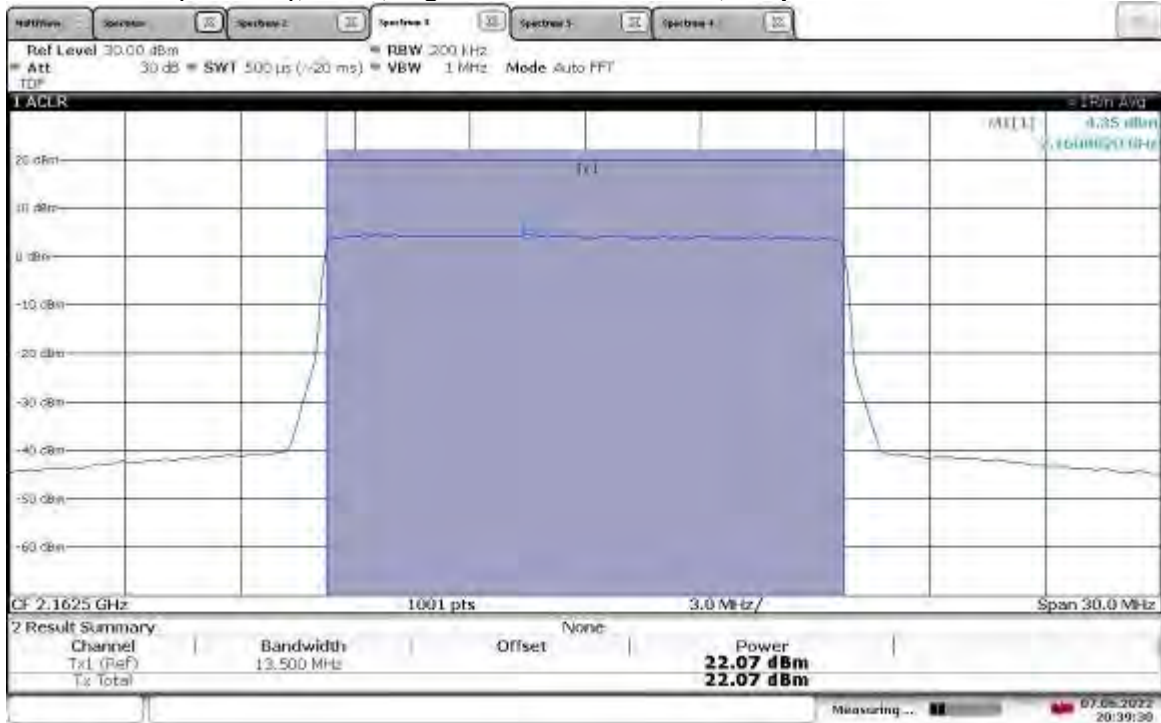 MultiView Spectrum Spectrum 2 Spectrum 3 Spectrum 5 Spectrum 4
Ref Level 30.00 dBm RBW 200 kHz
Att 30 dB SWT 500 µs (~20 ms) VBW 1 MHz Mode Auto FFT
TDF
1 ACLR 1Rm Avg
M1[1] 4.35 dBm
Tx1
20 dBm
10 dBm
0 dBm
-10 dBm
-20 dBm
-30 dBm
-40 dBm
-50 dBm
-60 dBm
CF 2.1625 GHz 1001 pts 3.0 MHz/ Span 30.0 MHz
2 Result Summary None
Channel Bandwidth Offset Power
Tx1 (Ref) 13.500 MHz 22.07 dBm
Tx Total 22.07 dBm
Measuring... 07.06.2022
20:39:30